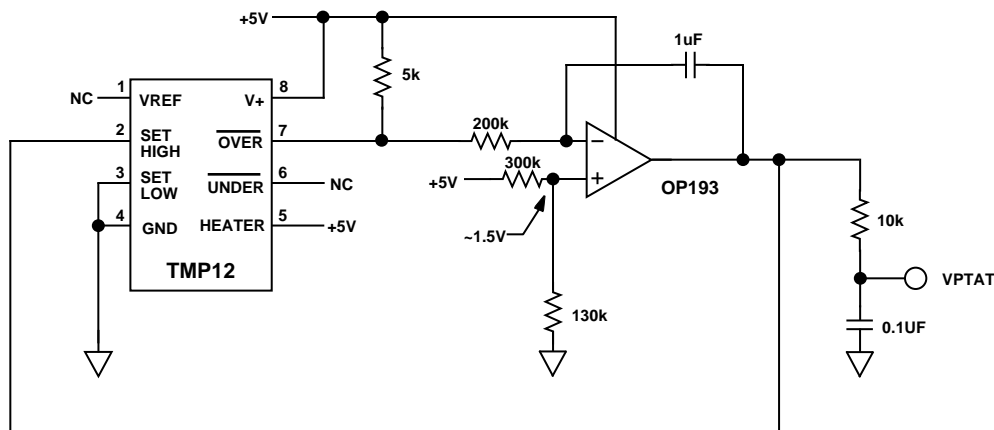 +5V
1uF
5k
NC
1
VREF
V+
8
2
SET
HIGH
OVER
7
200k
3
SET
LOW
UNDER
6
NC
+5V
300k
−
+
OP193
4
GND
HEATER
5
+5V
~1.5V
10k
TMP12
VPTAT
130k
0.1UF